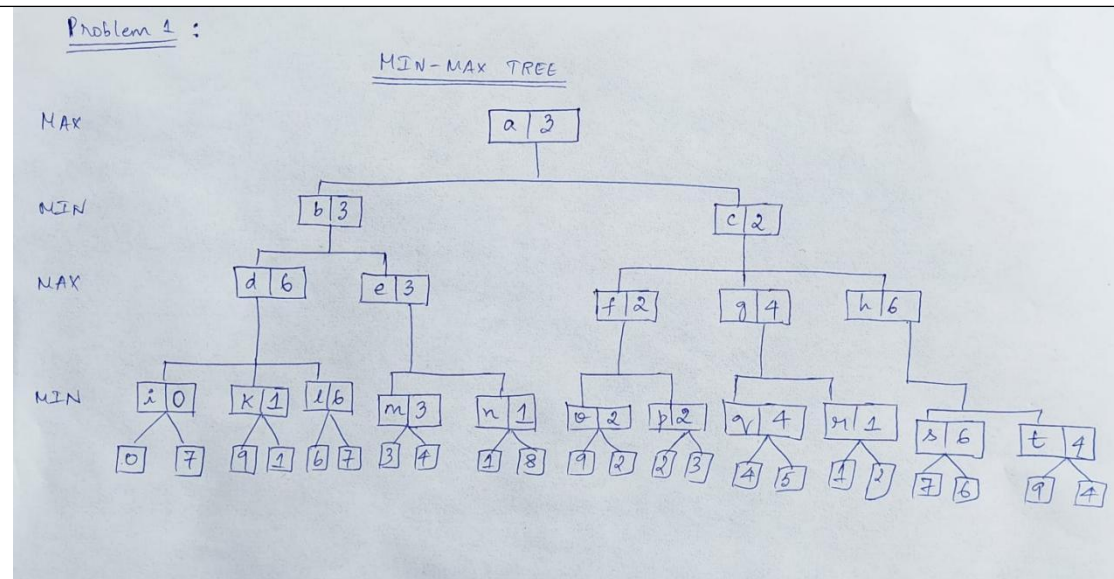 Problem 1 :
MIN-MAX TREE
MAX
a | 3
MIN
b | 3
c | 2
MAX
d | 6
e | 3
f | 2
g | 4
h | 6
MIN
i | 0
k | 1
l | 6
m | 3
n | 1
o | 2
p | 2
q | 4
r | 1
s | 6
t | 4
0 7 9 1 6 7 3 4 1 8 9 2 2 3 4 5 1 2 7 6 9 4